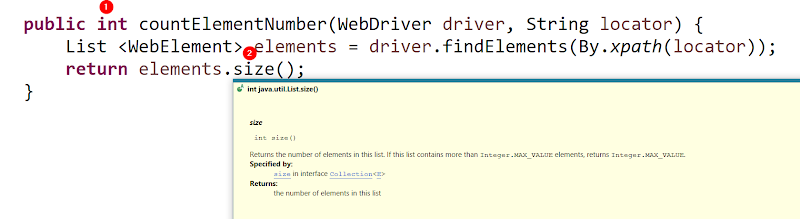 1
public int countElementNumber(WebDriver driver, String locator) {
List <WebElement> elements = driver.findElements(By.xpath(locator));
2
return elements.size();
}
int java.util.List.size()
size
int size()
Returns the number of elements in this list. If this list contains more than Integer.MAX_VALUE elements, returns Integer.MAX_VALUE.
Specified by:
size in interface Collection<E>
Returns:
the number of elements in this list